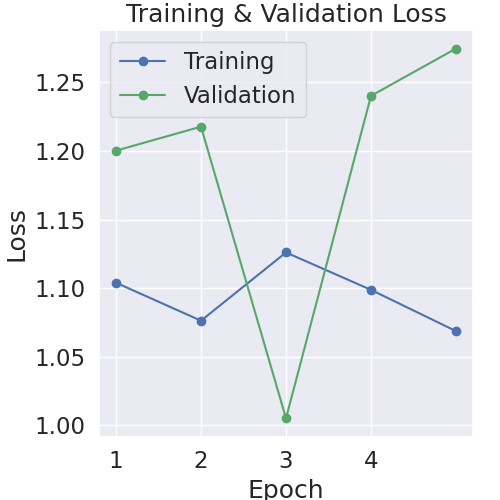 Training & Validation Loss
Training
Validation
Loss
1.25
1.20
1.15
1.10
1.05
1.00
1 2 3 4
Epoch